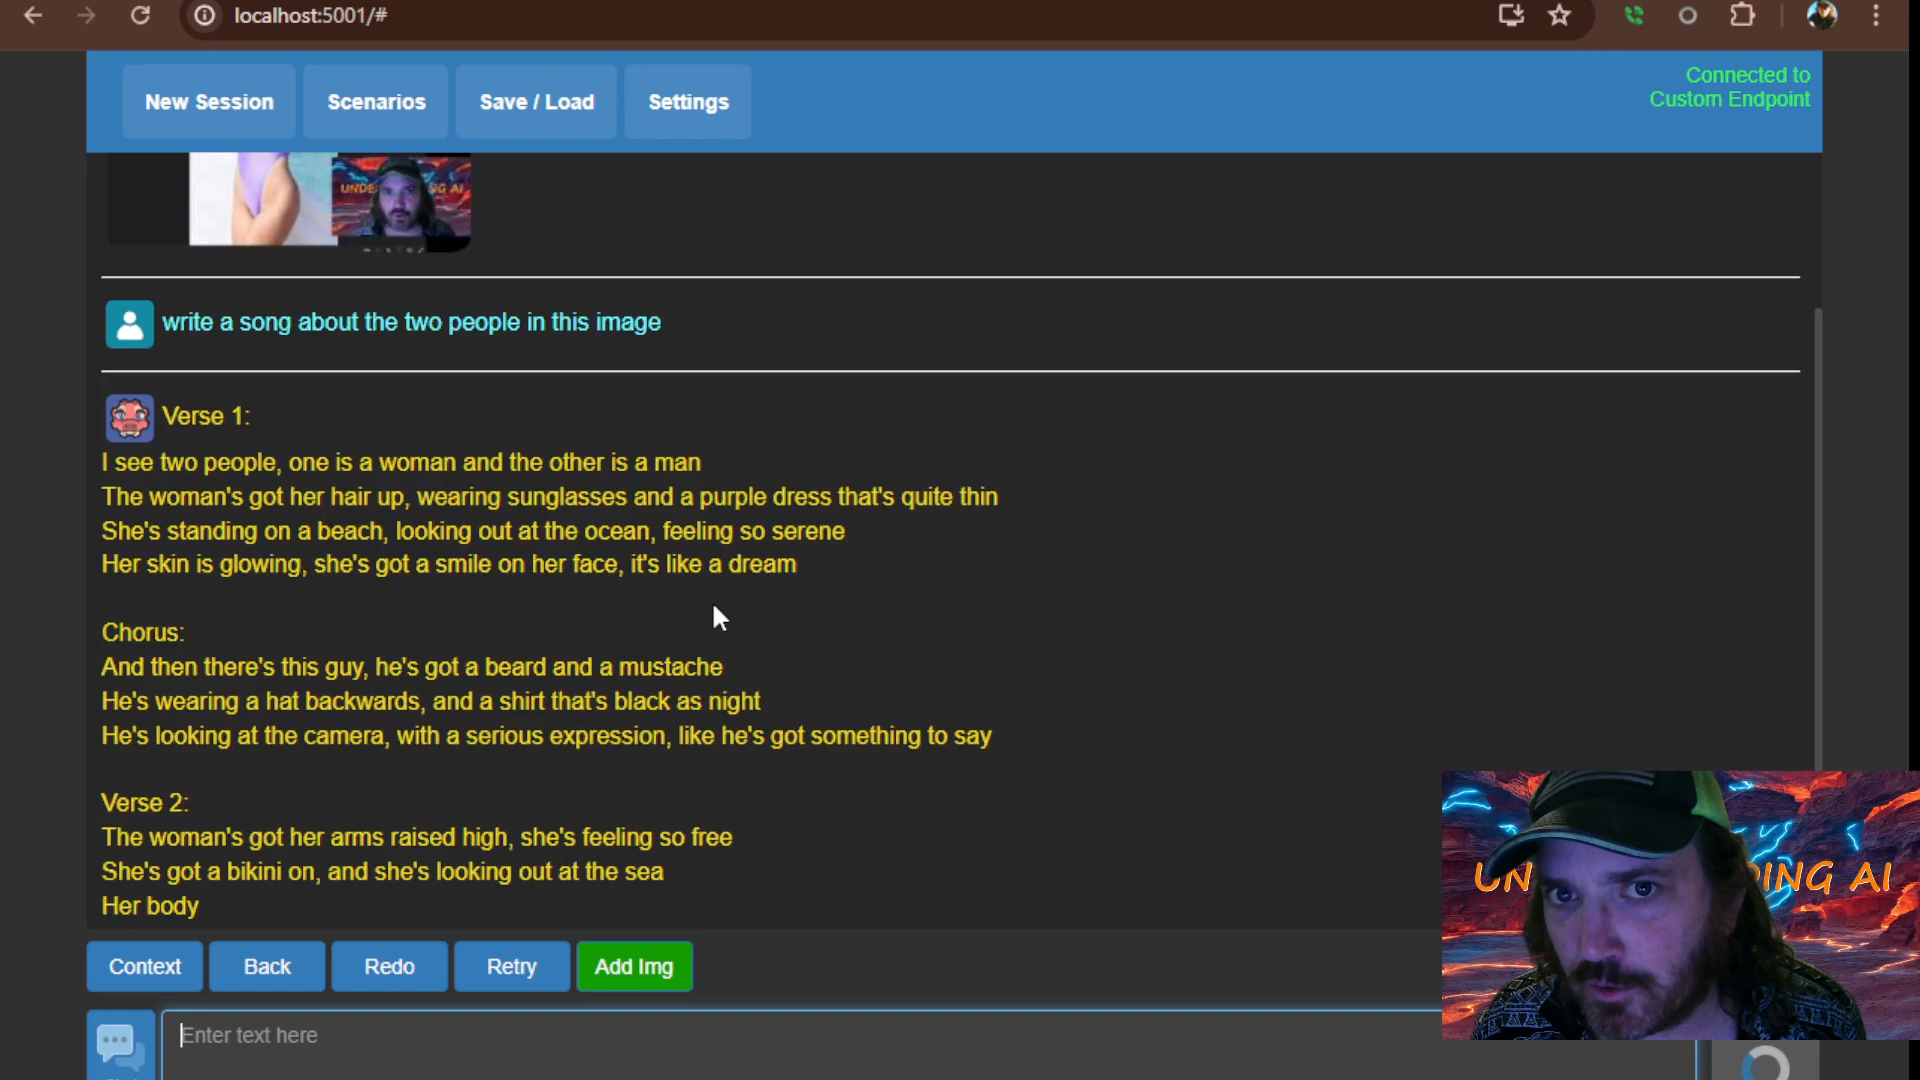 localhost:5001/#
New Session
Scenarios
Save / Load
Settings
Connected to
Custom Endpoint
write a song about the two people in this image
Verse 1:
I see two people, one is a woman and the other is a man
The woman's got her hair up, wearing sunglasses and a purple dress that's quite thin
She's standing on a beach, looking out at the ocean, feeling so serene
Her skin is glowing, she's got a smile on her face, it's like a dream
Chorus:
And then there's this guy, he's got a beard and a mustache
He's wearing a hat backwards, and a shirt that's black as night
He's looking at the camera, with a serious expression, like he's got something to say
Verse 2:
The woman's got her arms raised high, she's feeling so free
She's got a bikini on, and she's looking out at the sea
Her body
UN DING AI
Context
Back
Redo
Retry
Add Img
Enter text here